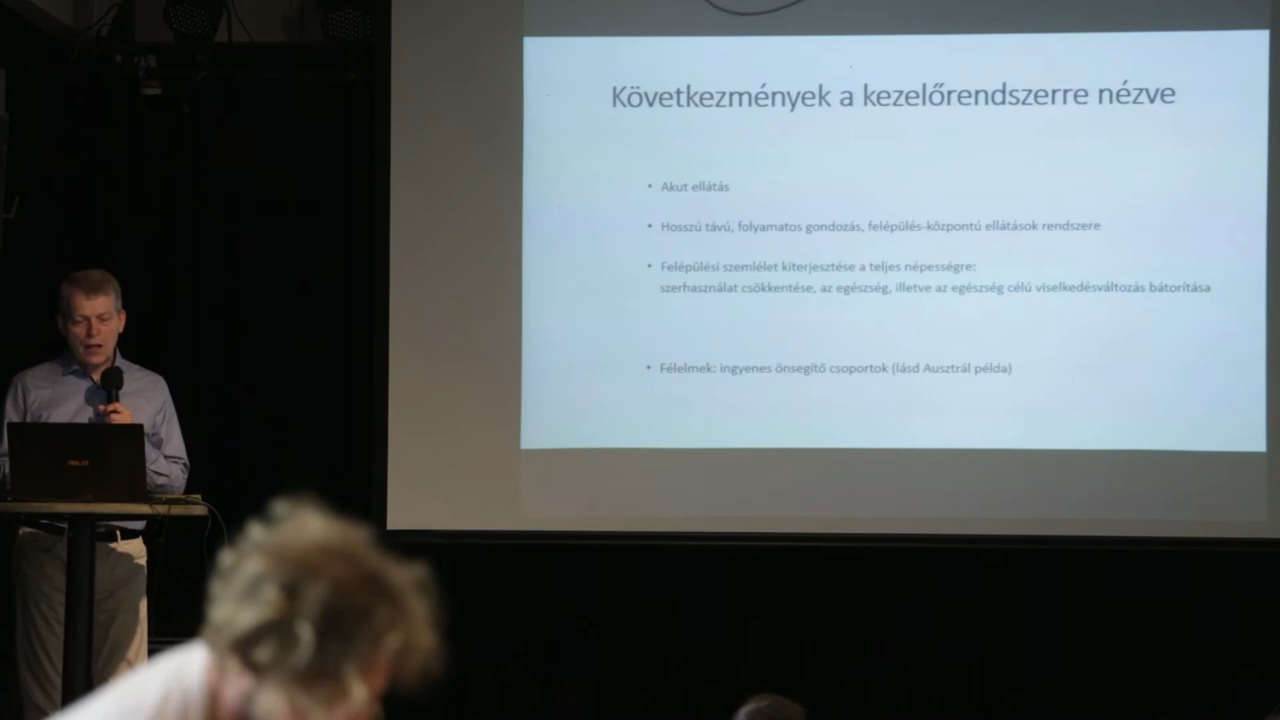 Következmények a kezelőrendszerre nézve
• Akut ellátás
• Hosszú távú, folyamatos gondozás, felépülés-központú ellátások rendszere
• Felépülési szemlélet kiterjesztése a teljes népességre:
szerhasználat csökkentése, az egészség, illetve az egészség célú viselkedésváltozás bátorítása
• Félelmek: ingyenes önsegítő csoportok (lásd Ausztrál példa)
ASUS